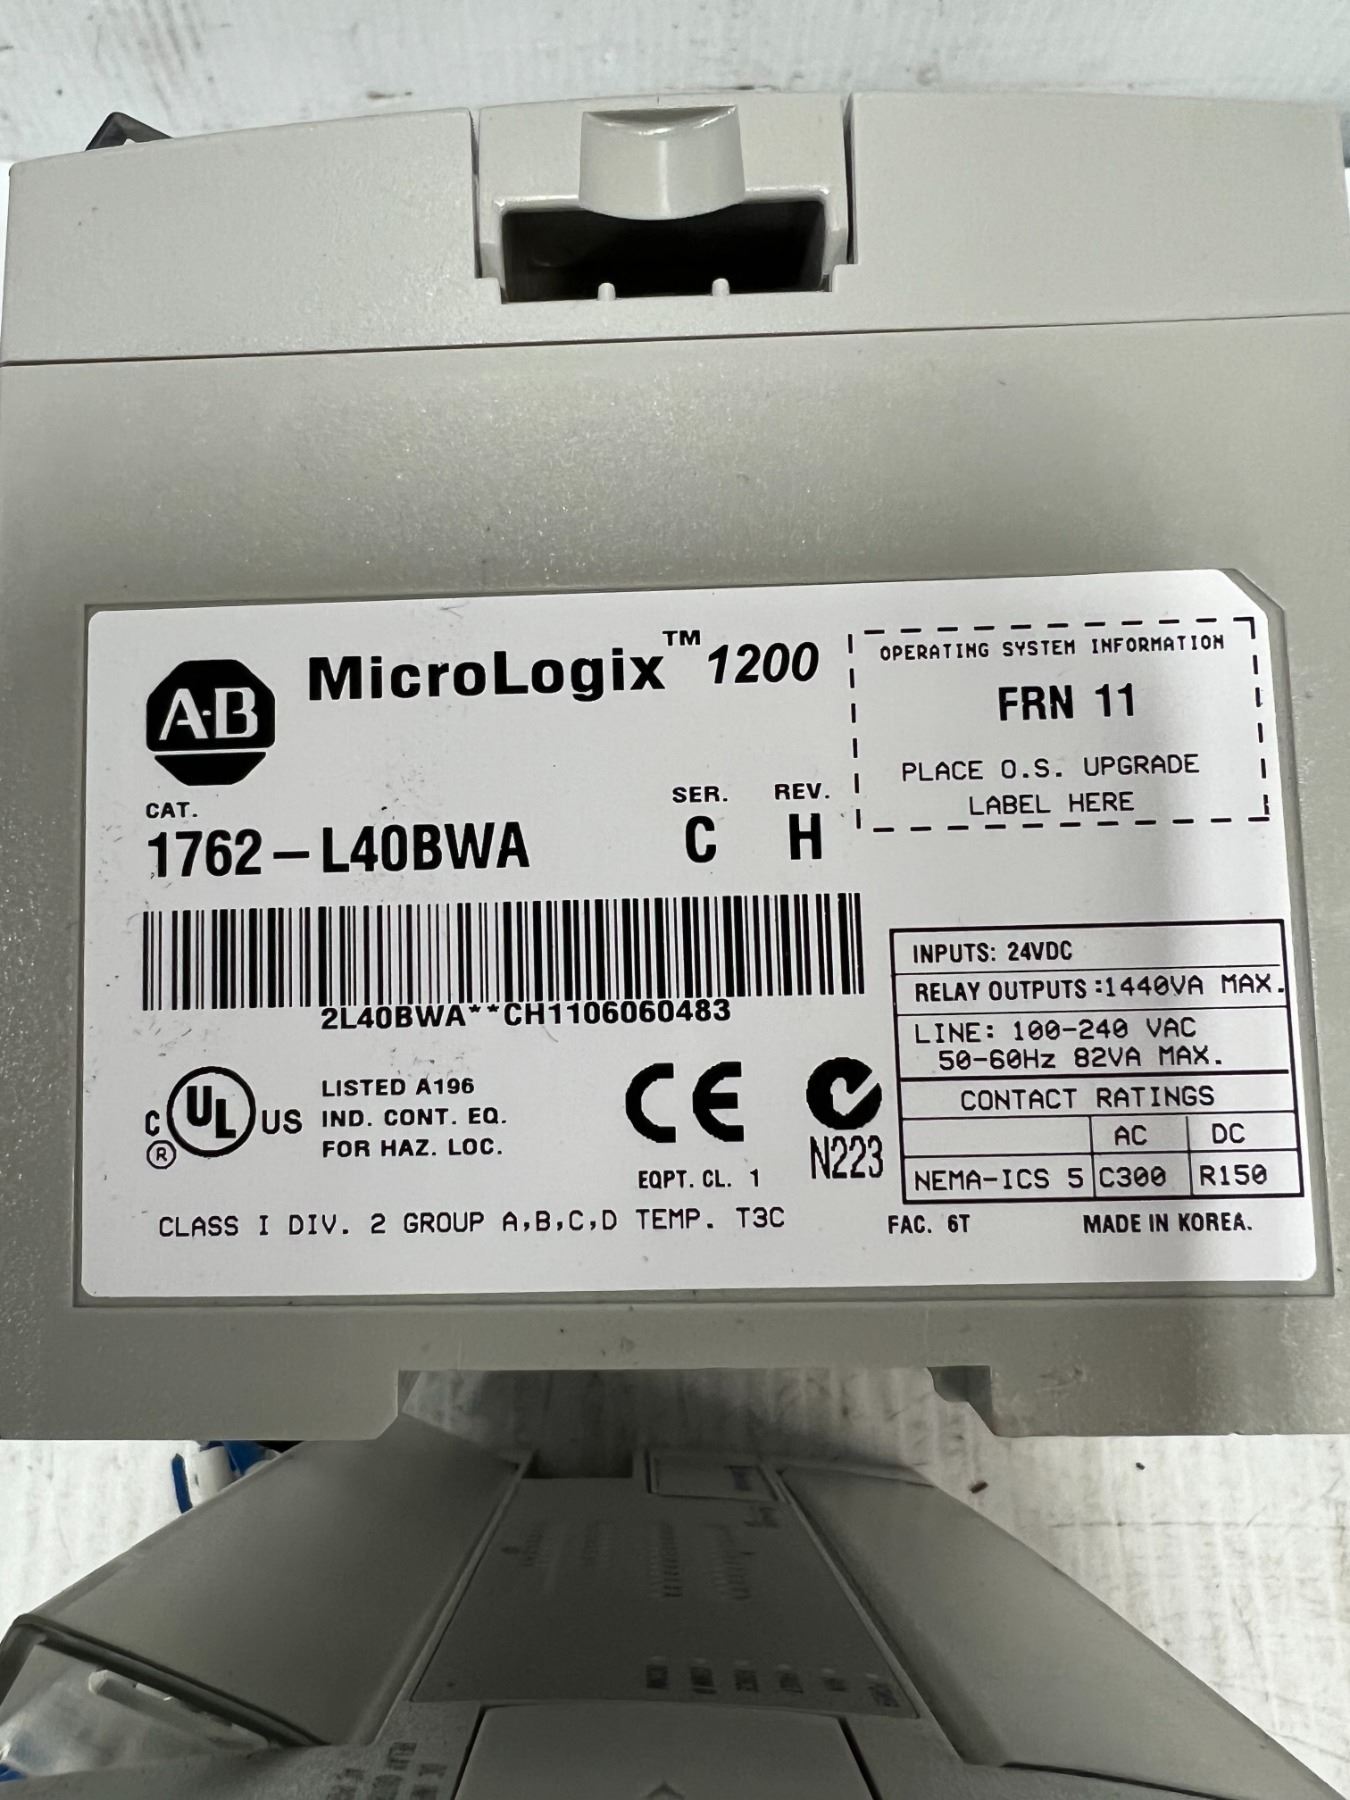 A-B
MicroLogix™ 1200
CAT.
1762-L40BWA
SER.
C
REV.
H
OPERATING SYSTEM INFORMATION
FRN 11
PLACE O.S. UPGRADE
LABEL HERE
2L40BWA**CH1106060483
INPUTS: 24VDC
RELAY OUTPUTS:1440VA MAX.
LINE: 100-240 VAC
50-60Hz 82VA MAX.
CONTACT RATINGS
AC DC
NEMA-ICS 5 C300 R150
C UL US
®
LISTED A196
IND. CONT. EQ.
FOR HAZ. LOC.
CE
N223
EQPT. CL. 1
CLASS I DIV. 2 GROUP A,B,C,D TEMP. T3C
FAC. 6T
MADE IN KOREA.